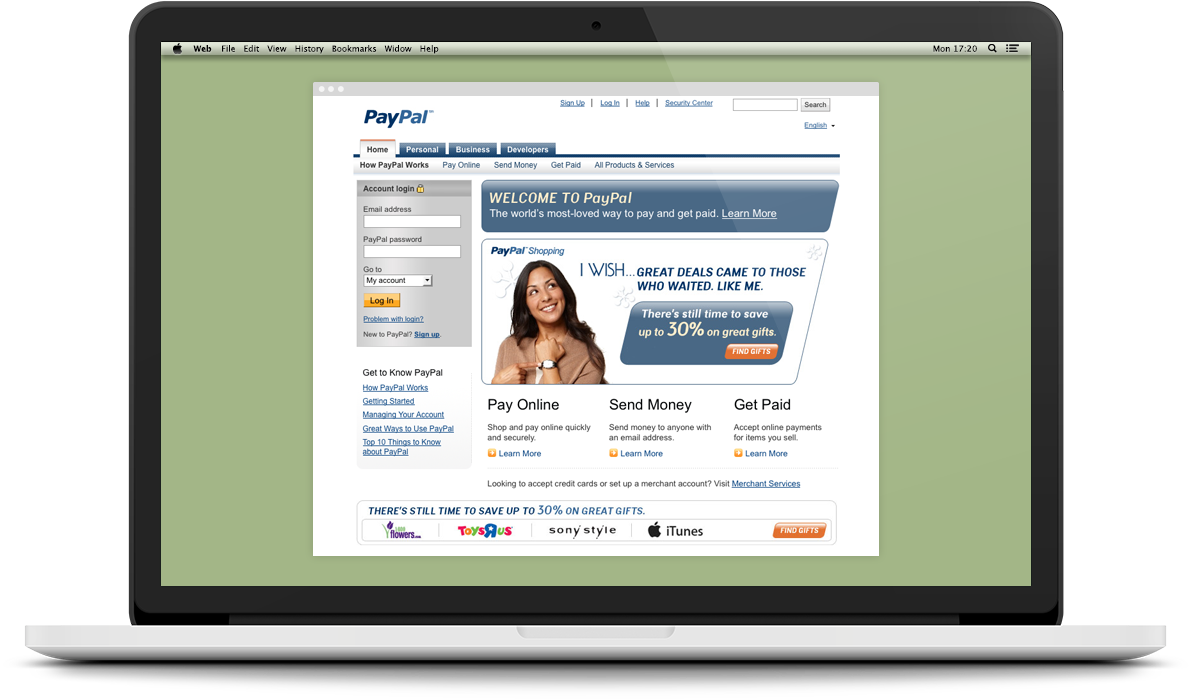 Web File Edit View History Bookmarks Widow Help Mon 17:20
Sign Up | Log In | Help | Security Center Search
PayPal™
English
Home Personal Business Developers
How PayPal Works Pay Online Send Money Get Paid All Products & Services
Account login
Email address
PayPal password
Go to
My account
Log In
Problem with login?
New to PayPal? Sign up.
Get to Know PayPal
How PayPal Works
Getting Started
Managing Your Account
Great Ways to Use PayPal
Top 10 Things to Know
about PayPal
WELCOME TO PayPal
The world's most-loved way to pay and get paid. Learn More
PayPal™ Shopping
I WISH... GREAT DEALS CAME TO THOSE
WHO WAITED. LIKE ME.
There's still time to save
up to 30% on great gifts.
FIND GIFTS
Pay Online
Shop and pay online quickly
and securely.
Learn More
Send Money
Send money to anyone with
an email address.
Learn More
Get Paid
Accept online payments
for items you sell.
Learn More
Looking to accept credit cards or set up a merchant account? Visit Merchant Services
THERE'S STILL TIME TO SAVE UP TO 30% ON GREAT GIFTS.
flowers.com TOYSRUS sony style iTunes FIND GIFTS